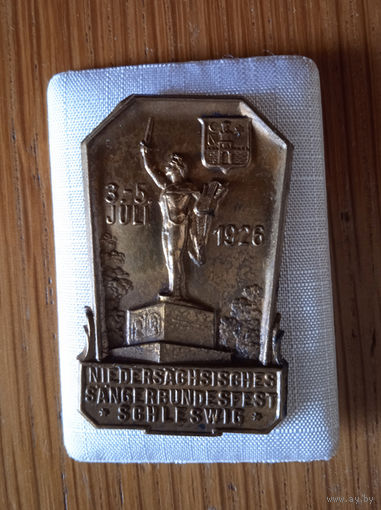 3.-5.
JULI
1926
NIEDERSÄCHSISCHES
SÄNGERBUNDESFEST
* SCHLESWIG *
www.ay.by